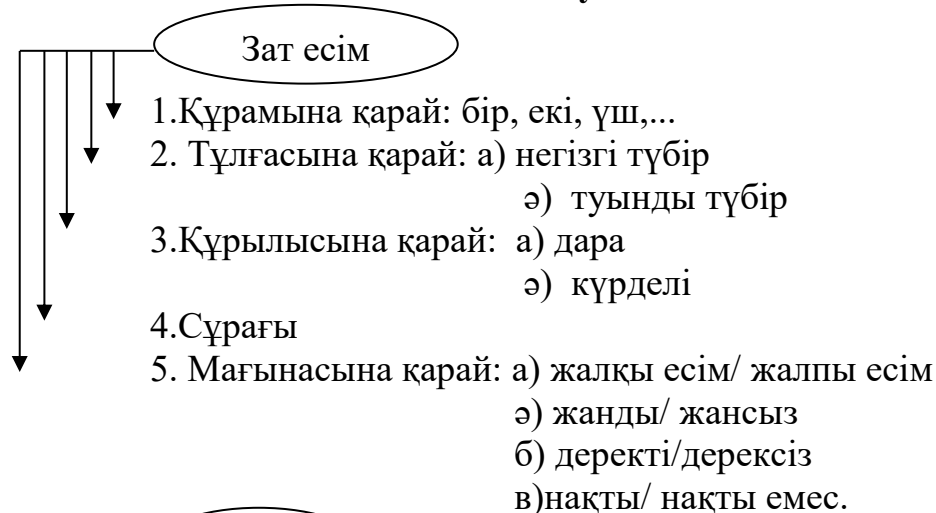 Зат есім
1.Құрамына қарай: бір, екі, үш,...
2. Тұлғасына қарай: а) негізгі түбір
ә) туынды түбір
3.Құрылысына қарай: а) дара
ә) күрделі
4.Сұрағы
5. Мағынасына қарай: а) жалқы есім/ жалпы есім
ә) жанды/ жансыз
б) деректі/дерексіз
в)нақты/ нақты емес.